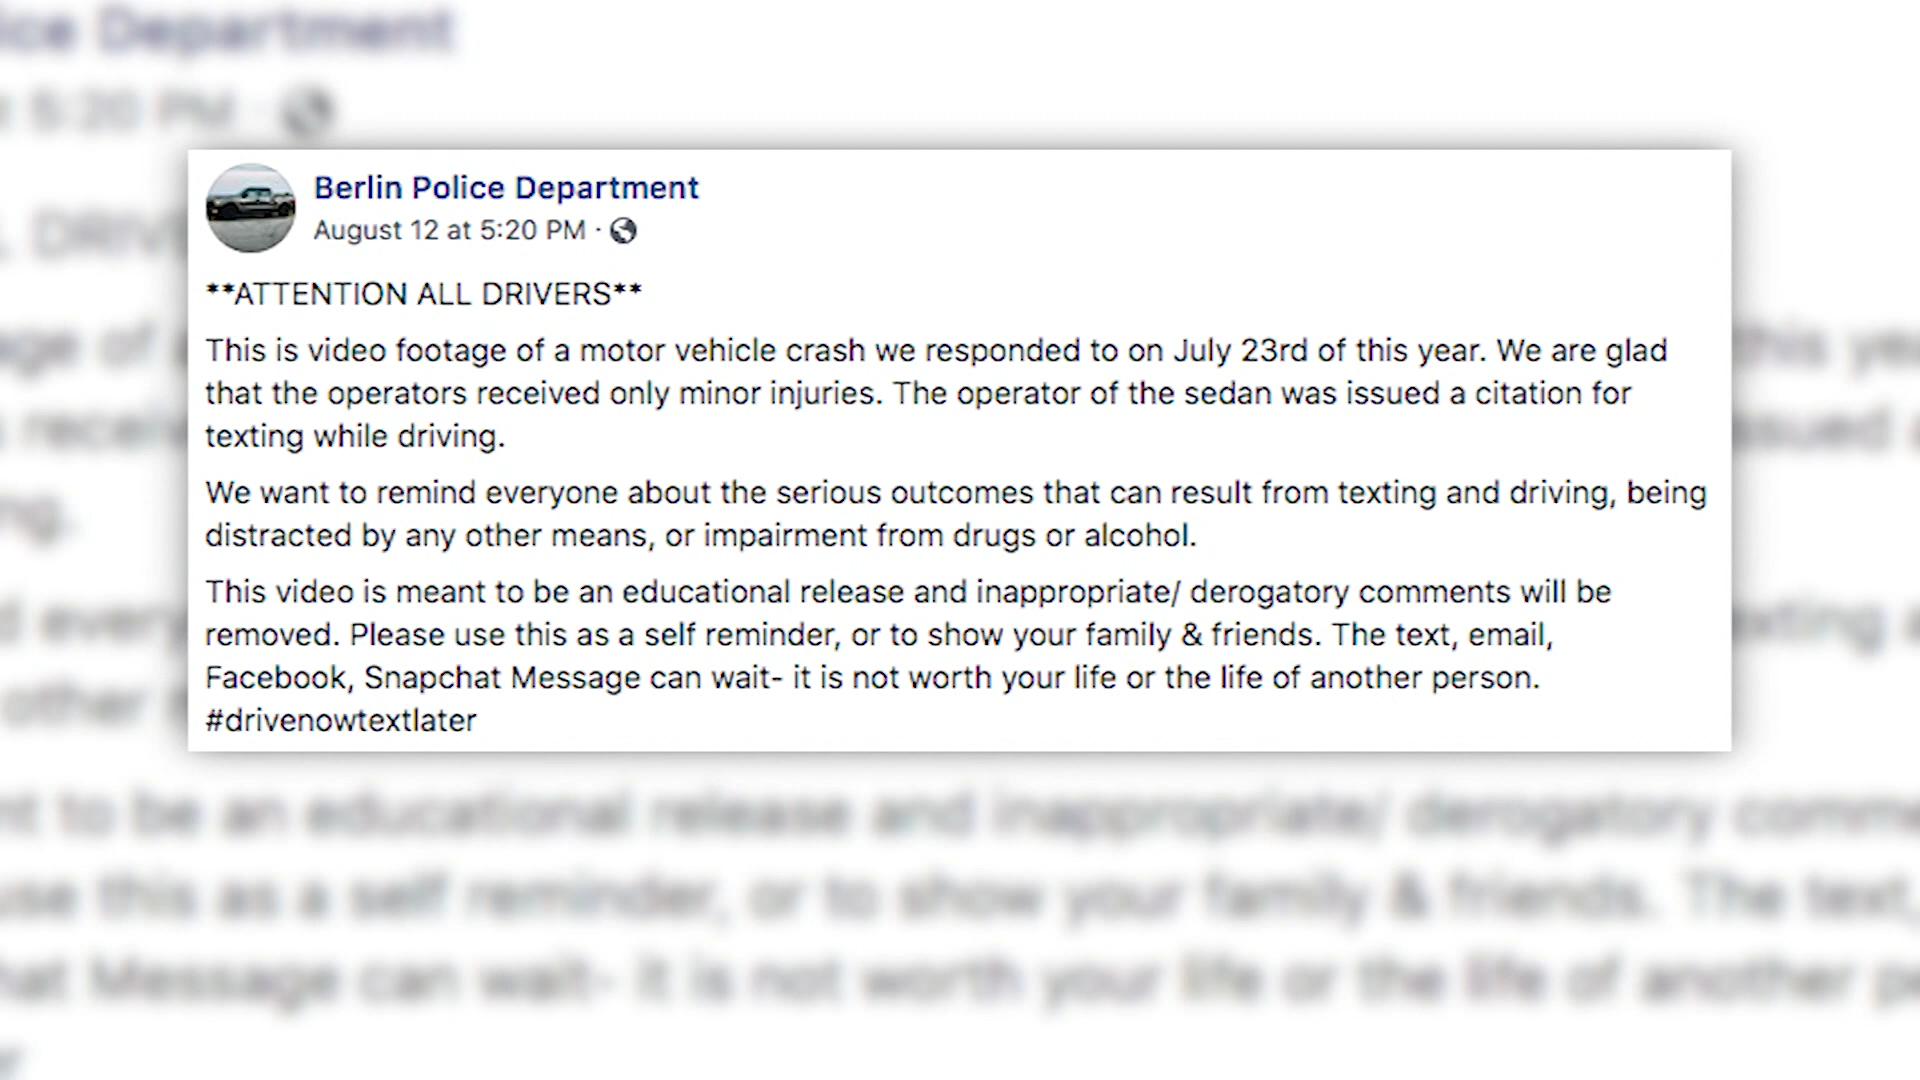 Berlin Police Department
August 12 at 5:20 PM ·
**ATTENTION ALL DRIVERS**
This is video footage of a motor vehicle crash we responded to on July 23rd of this year. We are glad
that the operators received only minor injuries. The operator of the sedan was issued a citation for
texting while driving.
We want to remind everyone about the serious outcomes that can result from texting and driving, being
distracted by any other means, or impairment from drugs or alcohol.
This video is meant to be an educational release and inappropriate/ derogatory comments will be
removed. Please use this as a self reminder, or to show your family & friends. The text, email,
Facebook, Snapchat Message can wait- it is not worth your life or the life of another person.
#drivenowtextlater